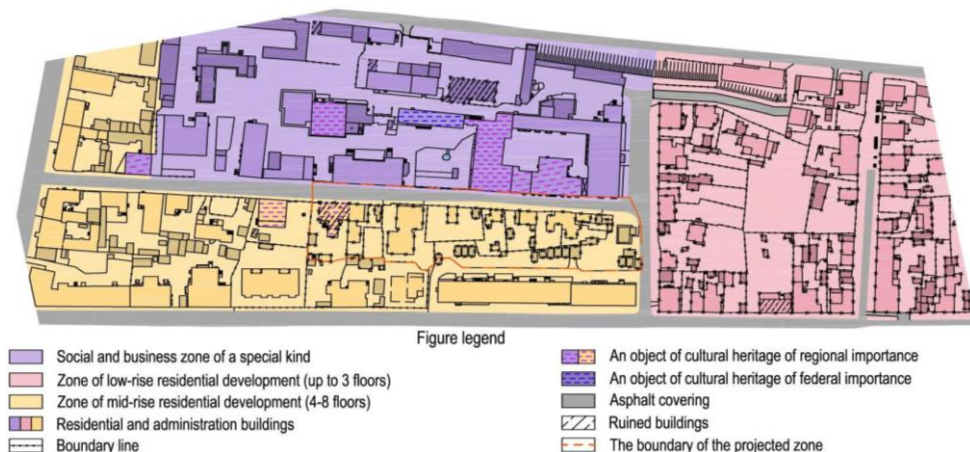 Figure legend
Social and business zone of a special kind
Zone of low-rise residential development (up to 3 floors)
Zone of mid-rise residential development (4-8 floors)
Residential and administration buildings
Boundary line
An object of cultural heritage of regional importance
An object of cultural heritage of federal importance
Asphalt covering
Ruined buildings
The boundary of the projected zone